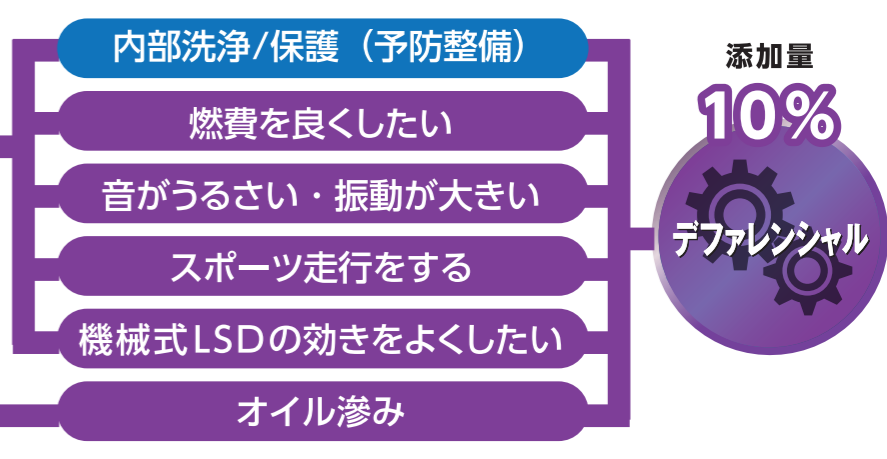 内部洗浄/保護（予防整備）
燃費を良くしたい
音がうるさい・振動が大きい
スポーツ走行をする
機械式LSDの効きをよくしたい
オイル滲み
添加量
10%
デファレンシャル